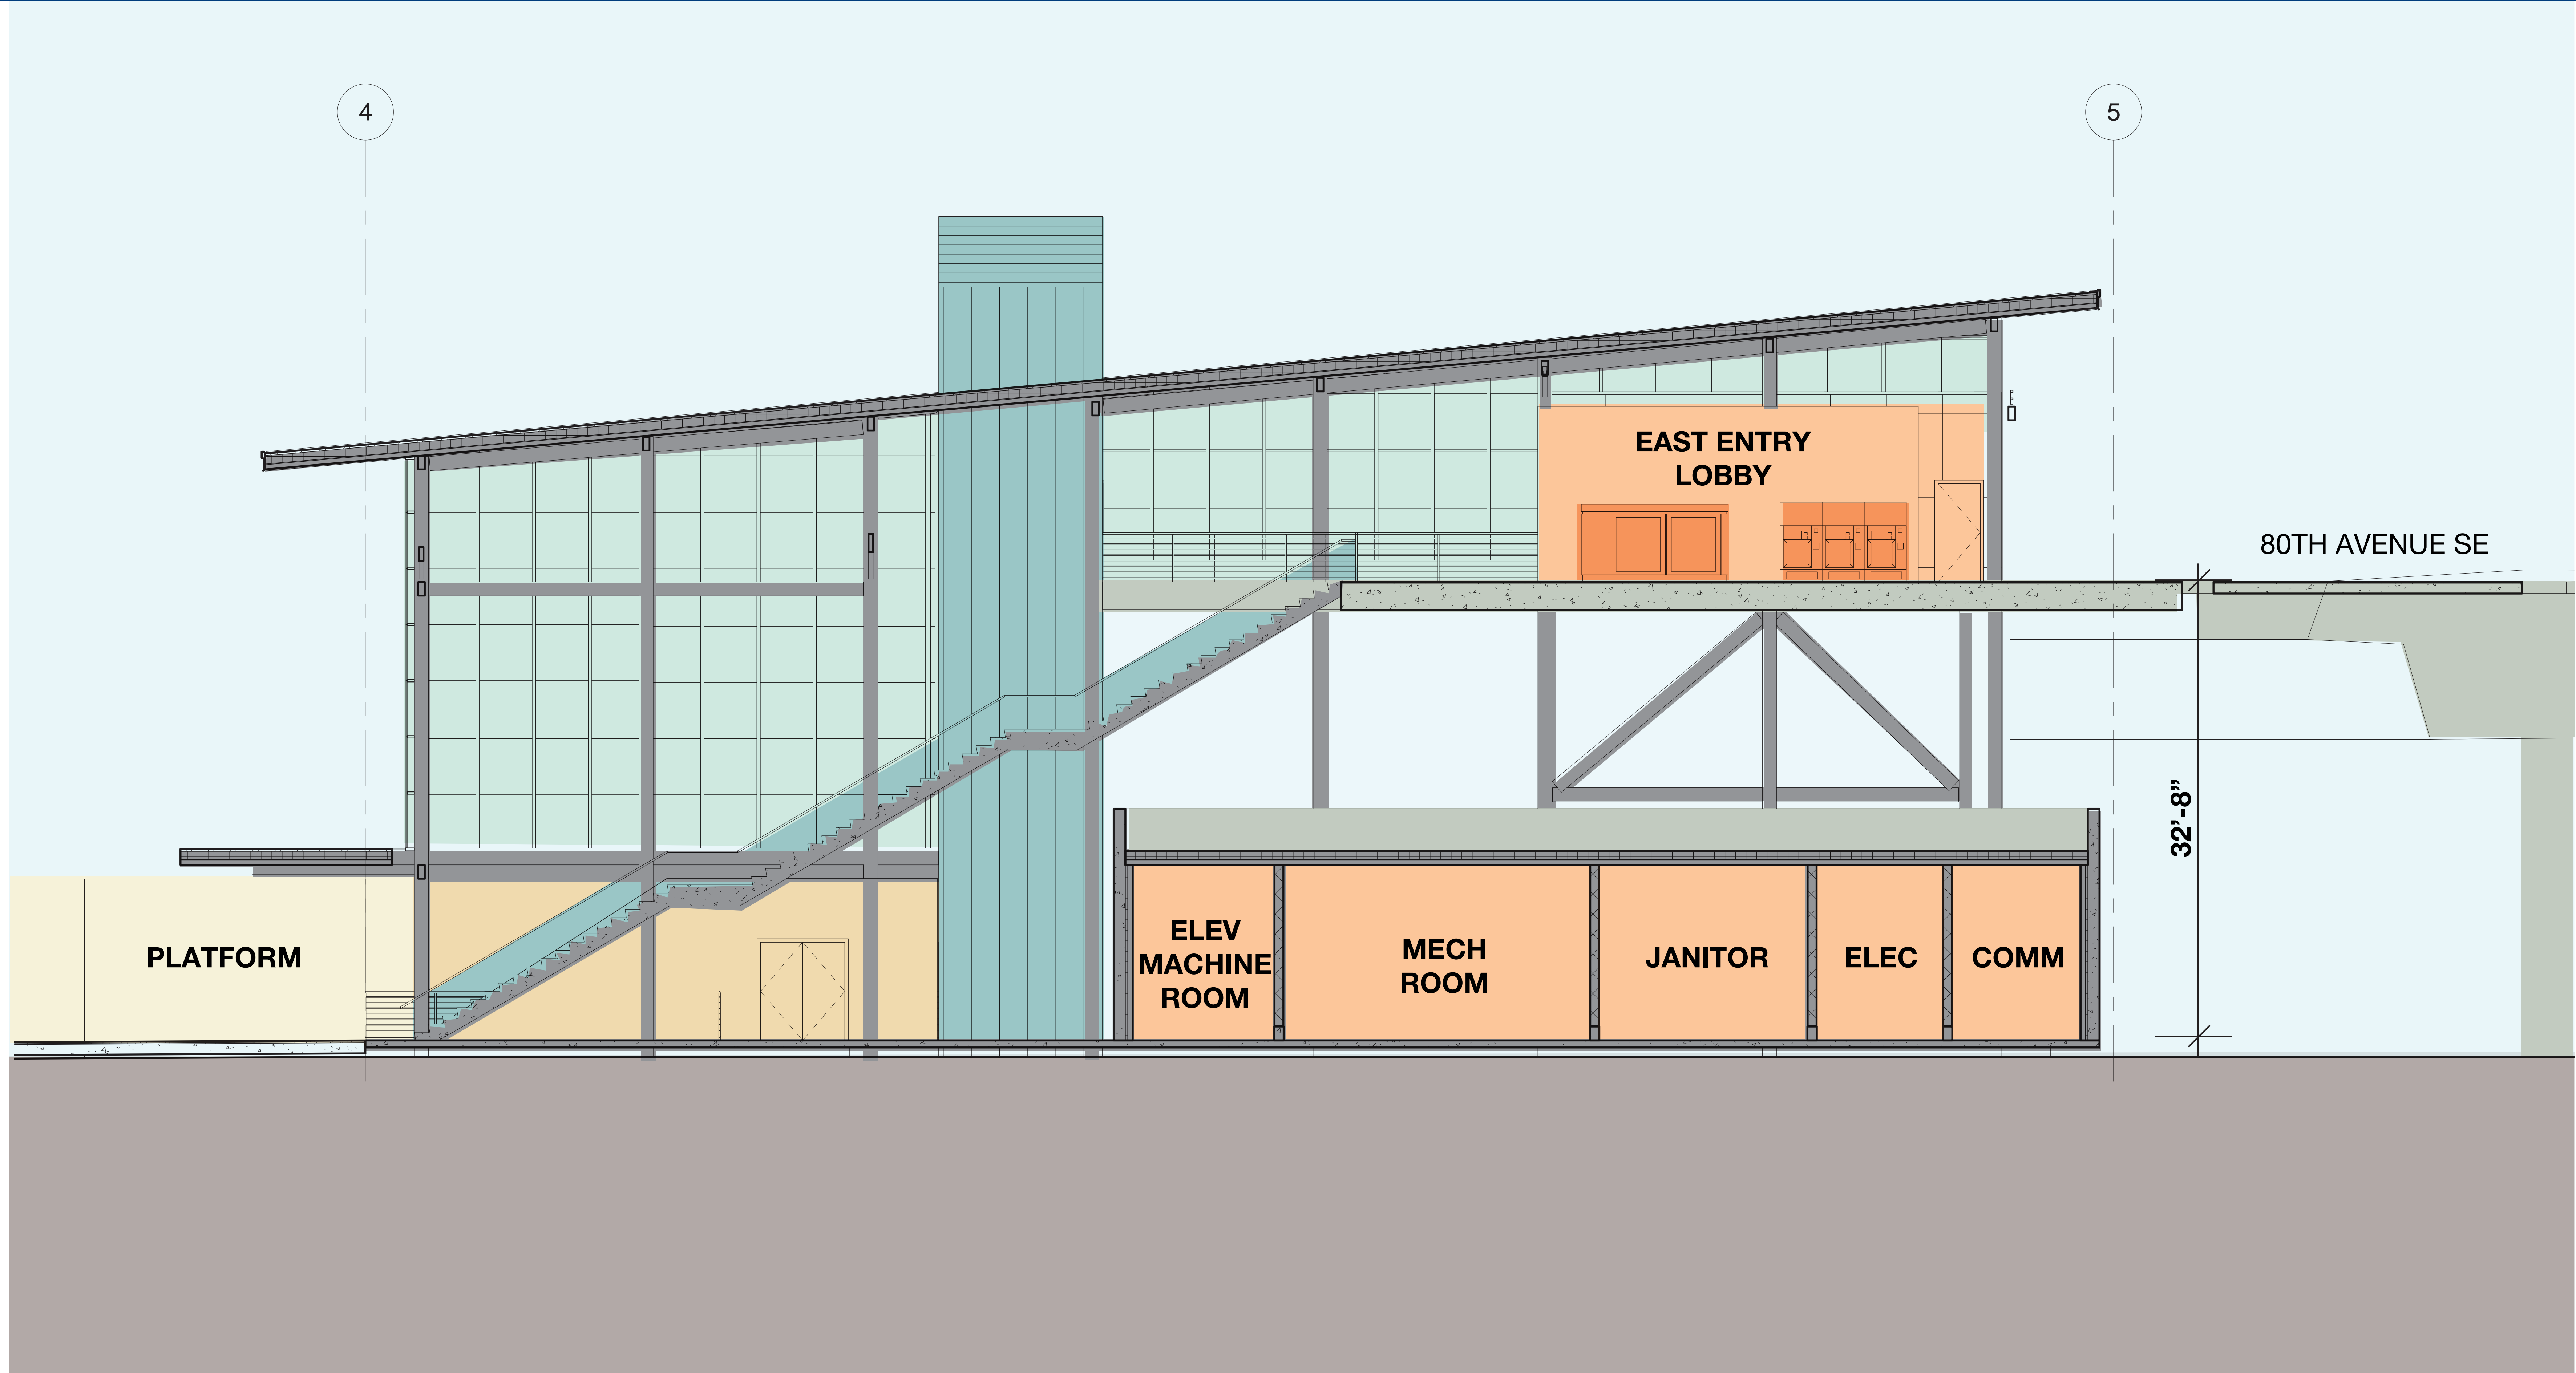 4
5
EAST ENTRY
LOBBY
80TH AVENUE SE
32’-8”
PLATFORM
ELEV
MACHINE
ROOM
MECH
ROOM
JANITOR
ELEC
COMM